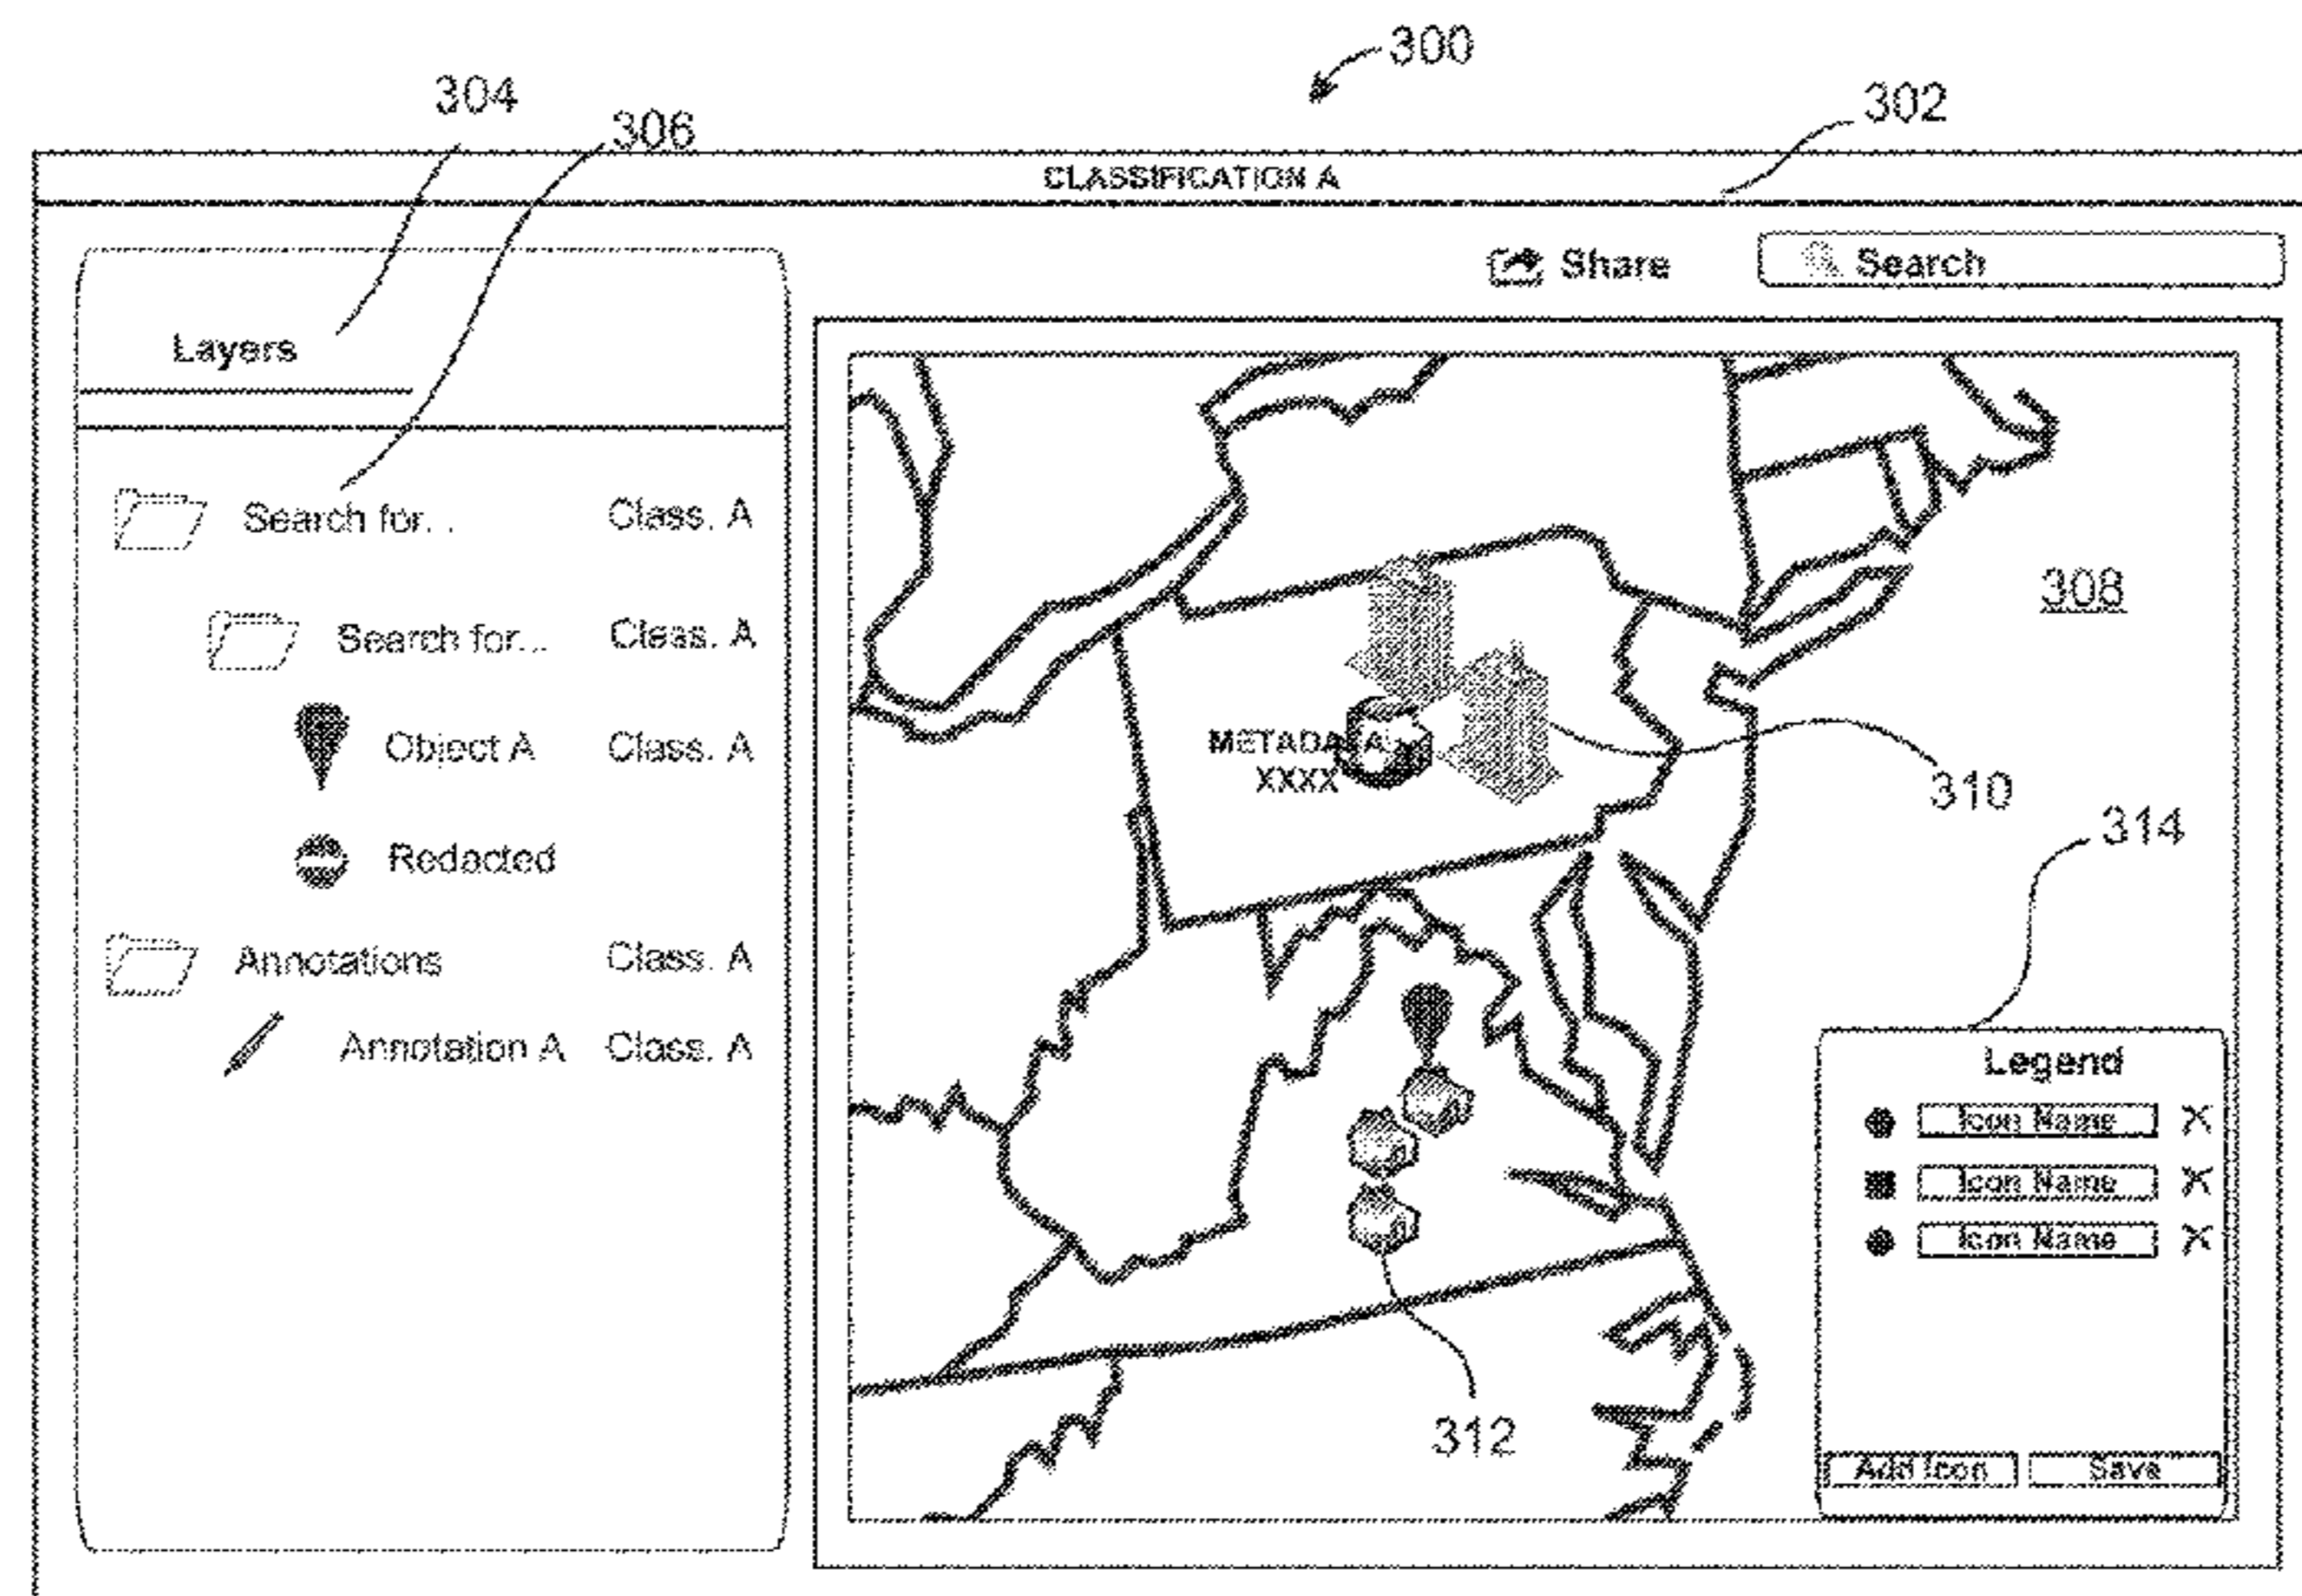 300
304
306
302
CLASSIFICATION A
Share
Search
Layers
Search for...
Class. A
Search for...
Class. A
Object A
Class. A
Redacted
Annotations
Class. A
Annotation A
Class. A
308
METADATA
XXXX
310
314
312
Legend
Icon Name
Icon Name
Icon Name
Add Icon
Save